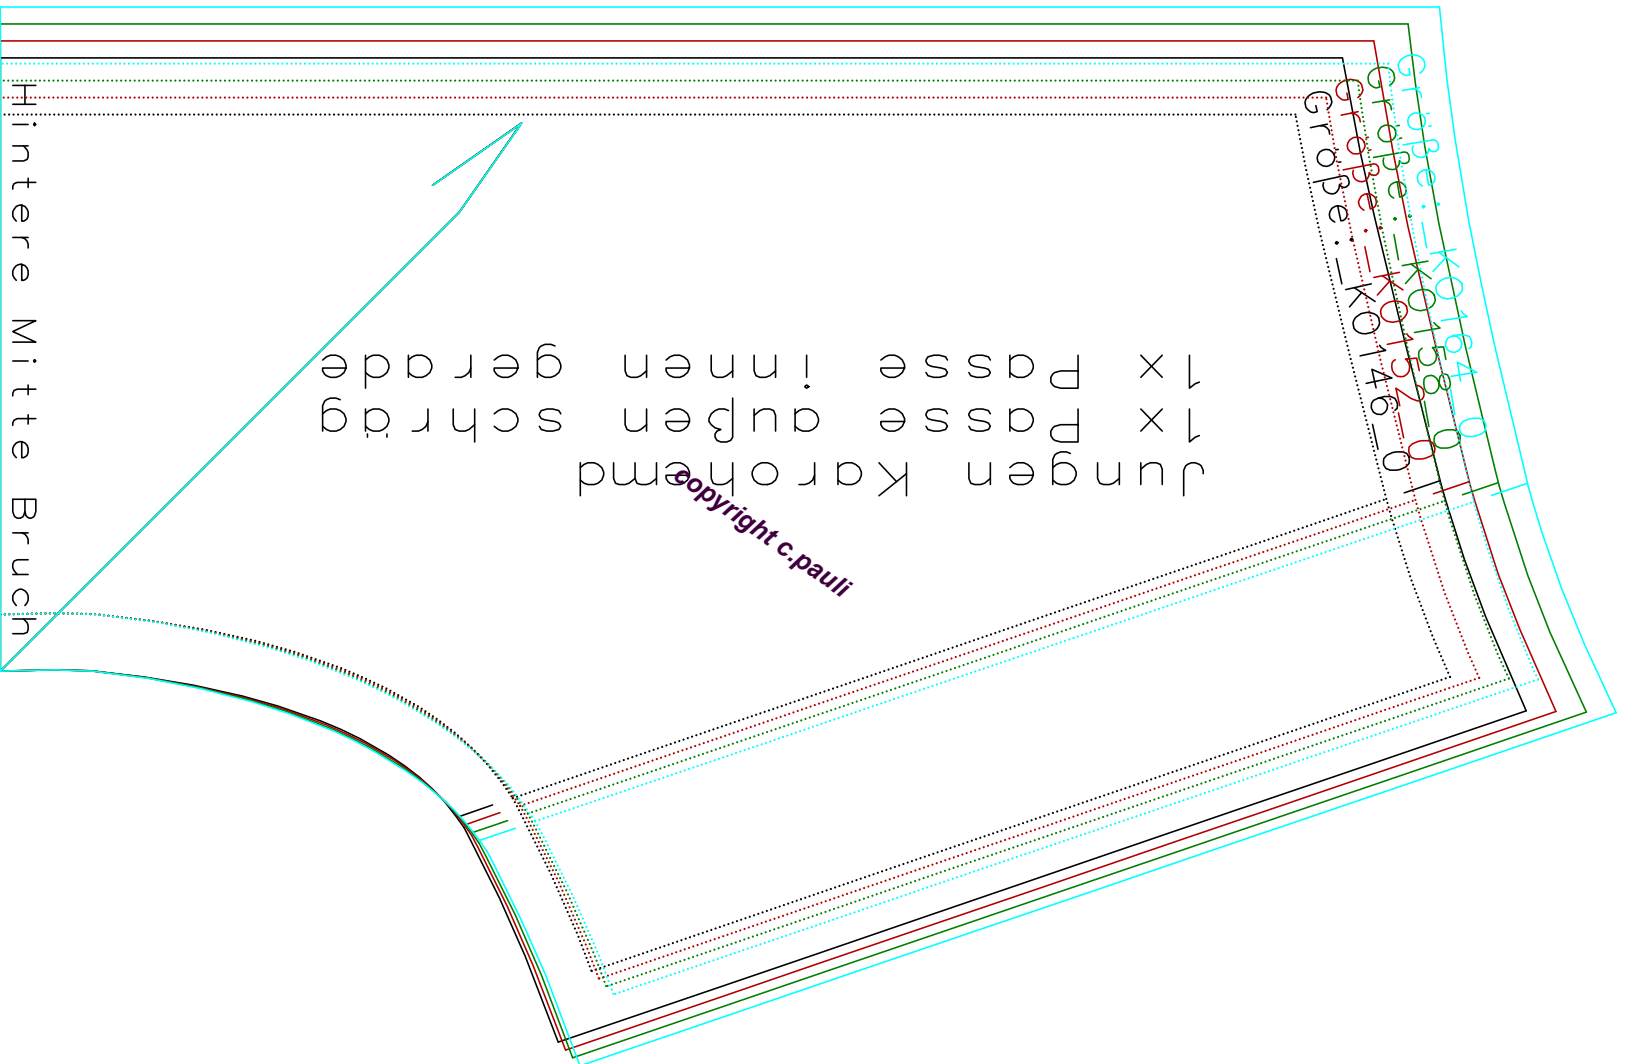 Hintere Mitte Bruch
Jungen Karohemd
1x Passe außen schräg
1x Passe innen gerade
copyright c.pauli
Größe:_K0146_0
Größe:_K0152_0
Größe:_K0158_0
Größe:_K0164_0